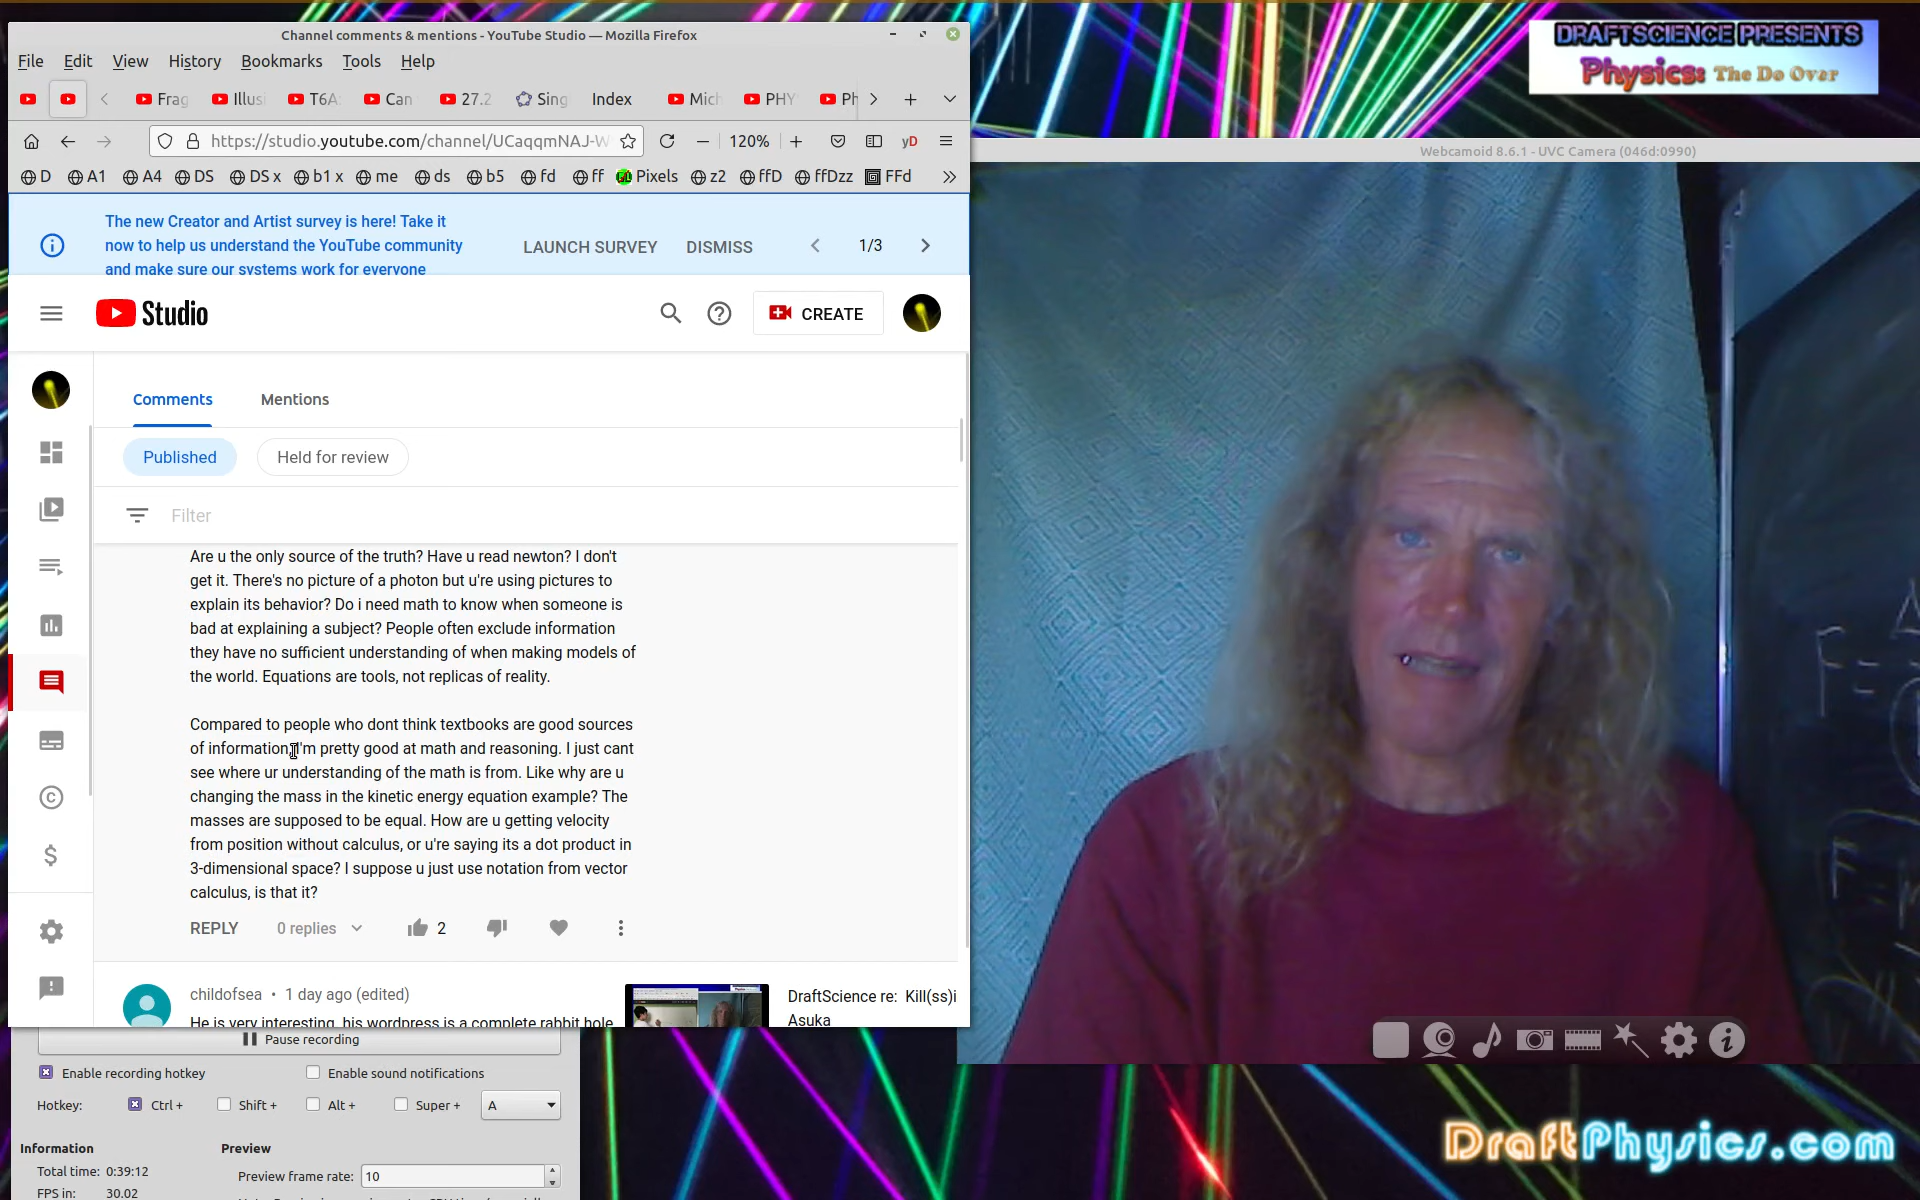 Channel comments & mentions - YouTube Studio — Mozilla Firefox
File Edit View History Bookmarks Tools Help
Frag Illus T6A Can 27.2 Sing Index Mich PHY Ph
https://studio.youtube.com/channel/UCaqqmNAJ-W 120% yD
D A1 A4 DS DS x b1 x me ds b5 fd ff Pixels z2 ffD ffDzz FFd
The new Creator and Artist survey is here! Take it
now to help us understand the YouTube community
and make sure our systems work for everyone
LAUNCH SURVEY DISMISS 1/3
Studio CREATE
Comments Mentions
Published Held for review
Filter
Are u the only source of the truth? Have u read newton? I don't
get it. There's no picture of a photon but u're using pictures to
explain its behavior? Do i need math to know when someone is
bad at explaining a subject? People often exclude information
they have no sufficient understanding of when making models of
the world. Equations are tools, not replicas of reality.
Compared to people who dont think textbooks are good sources
of information, I'm pretty good at math and reasoning. I just cant
see where ur understanding of the math is from. Like why are u
changing the mass in the kinetic energy equation example? The
masses are supposed to be equal. How are u getting velocity
from position without calculus, or u're saying its a dot product in
3-dimensional space? I suppose u just use notation from vector
calculus, is that it?
REPLY 0 replies 2
childofsea • 1 day ago (edited)
He is very interesting, his wordpress is a complete rabbit hole
DraftScience re: Kill(ss)i
Asuka
Pause recording
Enable recording hotkey Enable sound notifications
Hotkey: Ctrl + Shift + Alt + Super + A
Information Preview
Total time: 0:39:12 Preview frame rate: 10
FPS in: 30.02
DRAFTSCIENCE PRESENTS
Physics: The Do Over
Webcamoid 8.6.1 - UVC Camera (046d:0990)
F=
DraftPhysics.com